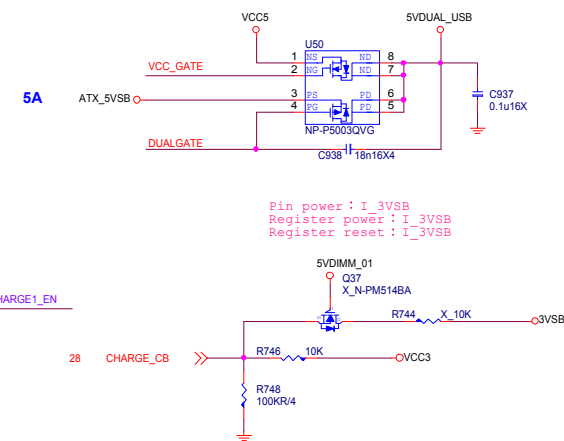 VCC5
5VDUAL_USB
U50
1 NS ND 8
VCC_GATE 2 NG ND 7
5A ATX_5VSB 3 PS PD 6
4 PG PD 5
C937
0.1u16X
NP-P5003QVG
DUALGATE
C938 18n16X4
Pin power：I_3VSB
Register power：I_3VSB
Register reset：I_3VSB
5VDIMM_01
Q37
X_N-PM514BA
HARGE1_EN
R744 X_10K 3VSB
28 CHARGE_CB R746 10K VCC3
R748
100KR/4